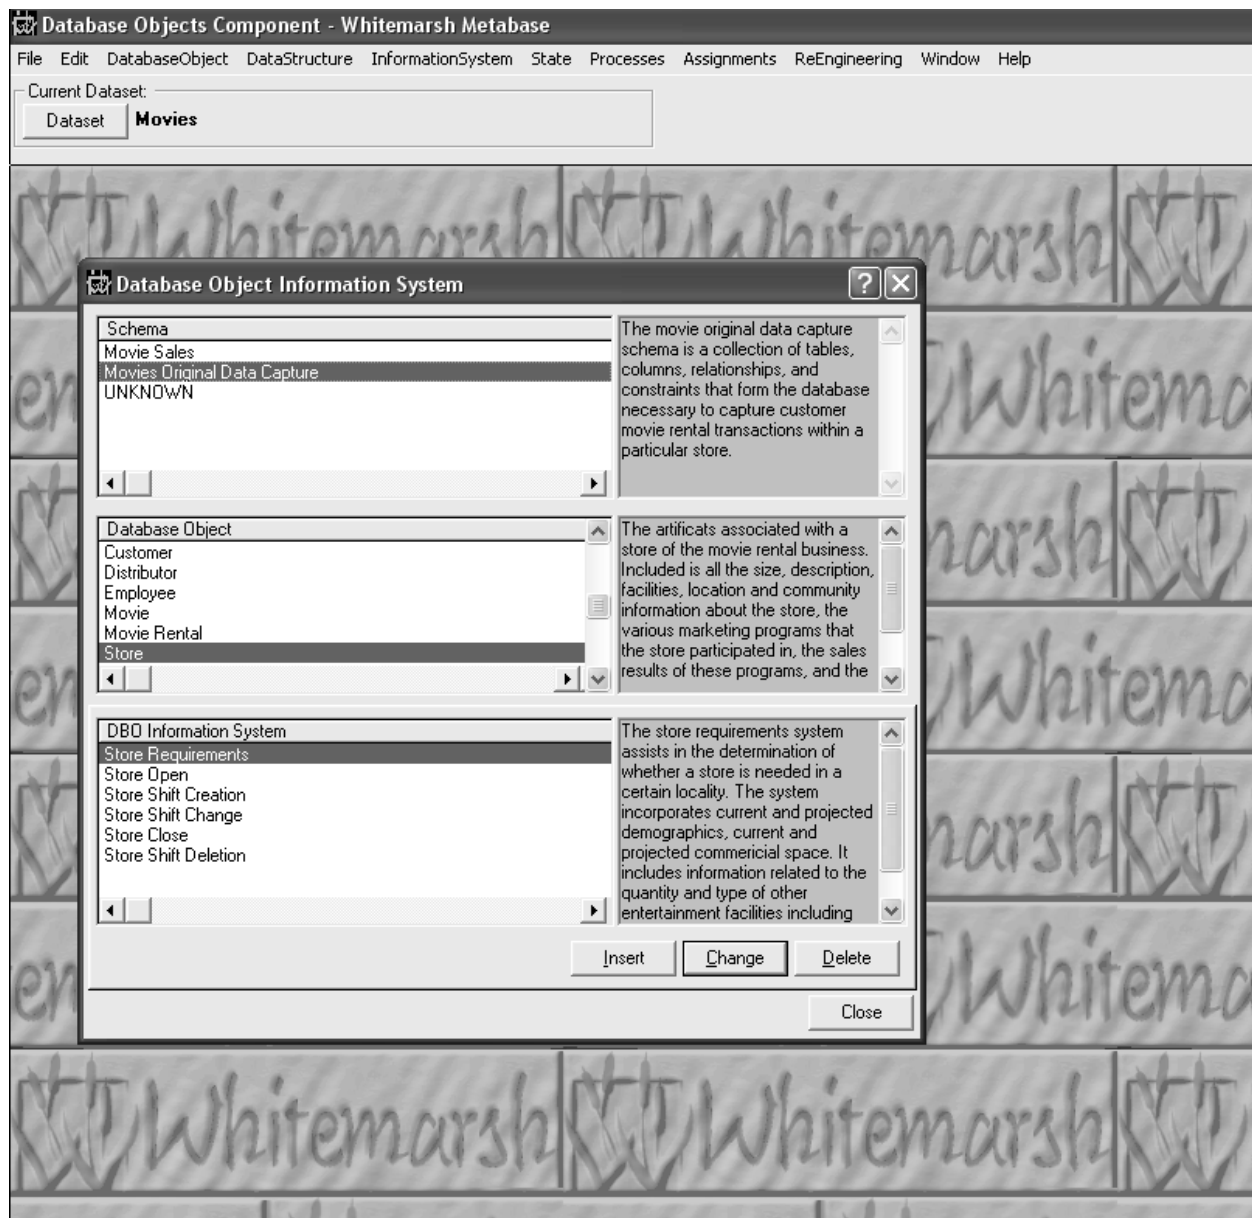 Database Objects Component - Whitemarsh Metabase
File Edit DatabaseObject DataStructure InformationSystem State Processes Assignments ReEngineering Window Help
Current Dataset:
Dataset Movies
Whitemarsh Whitemarsh
Database Object Information System
?
Schema
Movie Sales
Movies Original Data Capture
UNKNOWN
The movie original data capture
schema is a collection of tables,
columns, relationships, and
constraints that form the database
necessary to capture customer
movie rental transactions within a
particular store.
Database Object
Customer
Distributor
Employee
Movie
Movie Rental
Store
The artificats associated with a
store of the movie rental business.
Included is all the size, description,
facilities, location and community
information about the store, the
various marketing programs that
the store participated in, the sales
results of these programs, and the
DBO Information System
Store Requirements
Store Open
Store Shift Creation
Store Shift Change
Store Close
Store Shift Deletion
The store requirements system
assists in the determination of
whether a store is needed in a
certain locality. The system
incorporates current and projected
demographics, current and
projected commericial space. It
includes information related to the
quantity and type of other
entertainment facilities including
Insert Change Delete
Close
Whitemarsh Whitemarsh